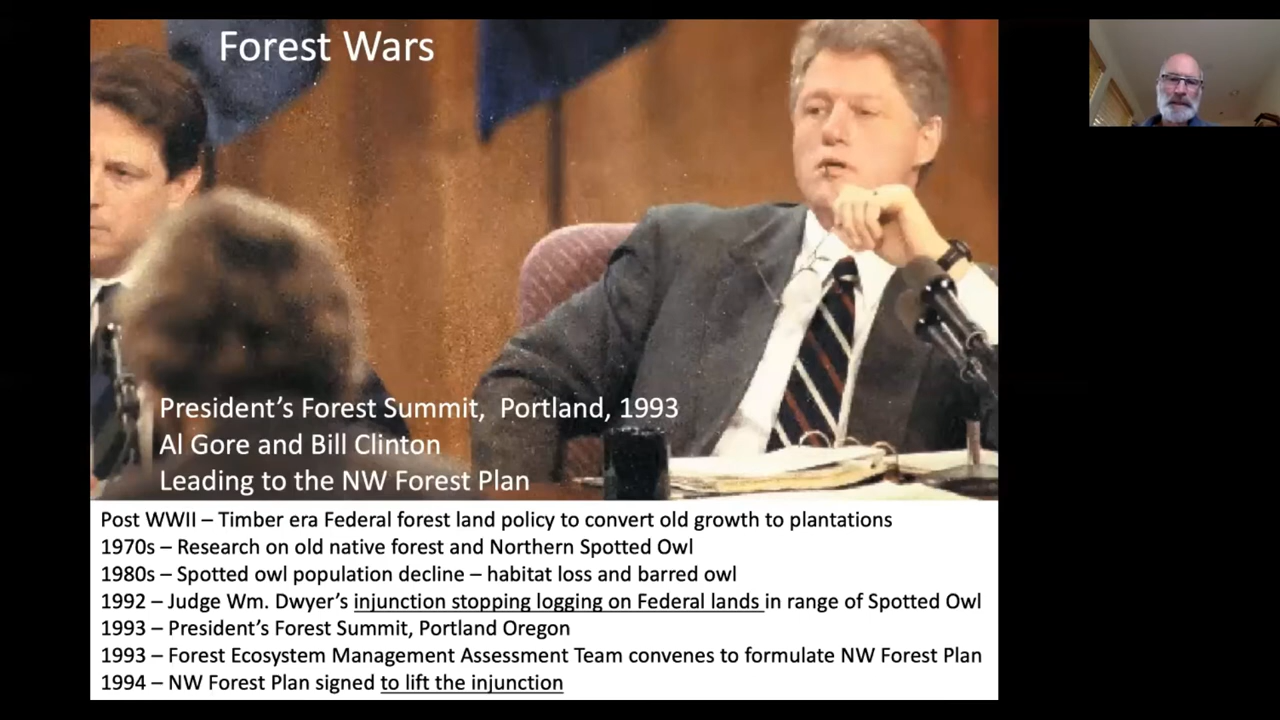 Forest Wars
President's Forest Summit,  Portland, 1993
Al Gore and Bill Clinton
Leading to the NW Forest Plan
Post WWII – Timber era Federal forest land policy to convert old growth to plantations
1970s – Research on old native forest and Northern Spotted Owl
1980s – Spotted owl population decline – habitat loss and barred owl
1992 – Judge Wm. Dwyer's injunction stopping logging on Federal lands in range of Spotted Owl
1993 – President's Forest Summit, Portland Oregon
1993 – Forest Ecosystem Management Assessment Team convenes to formulate NW Forest Plan
1994 – NW Forest Plan signed to lift the injunction